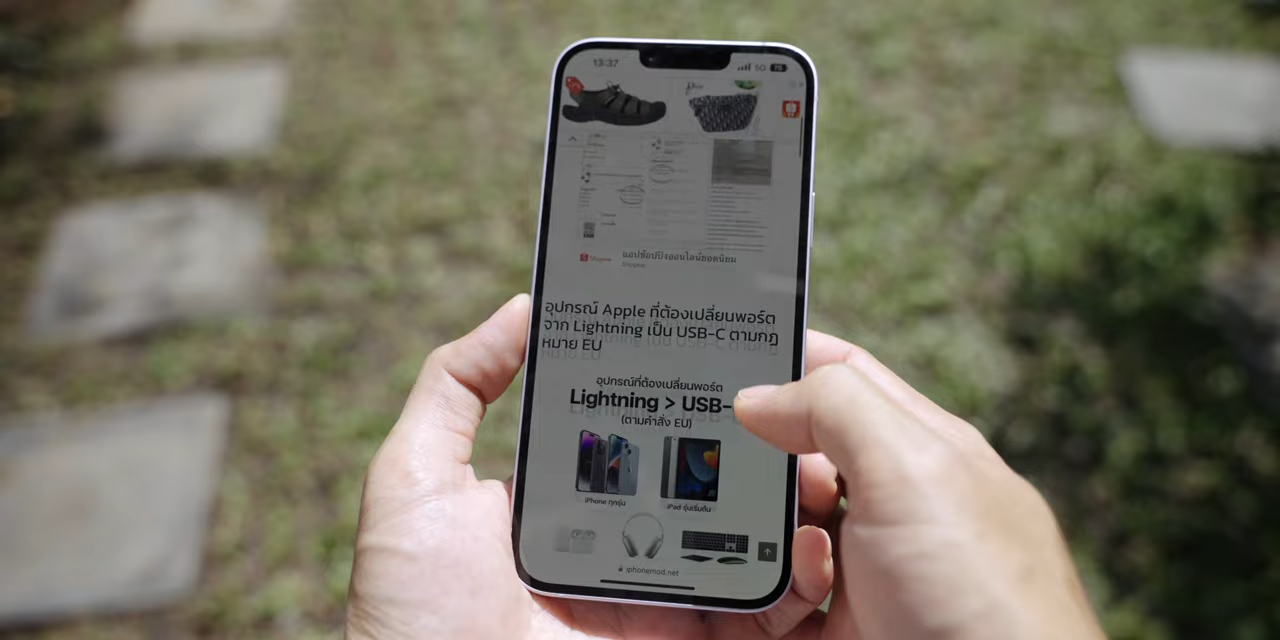 13:37
5G 75
Dior
Shopee
แอปช้อปปิ้งออนไลน์ยอดนิยม
Shopee
อุปกรณ์ Apple ที่ต้องเปลี่ยนพอร์ต
จาก Lightning เป็น USB-C ตามกฎ
หมาย EU
อุปกรณ์ที่ต้องเปลี่ยนพอร์ต
Lightning > USB-
(ตามคำสั่ง EU)
iPhone ทุกรุ่น
iPad รุ่นเริ่มต้น
iphonemod.net